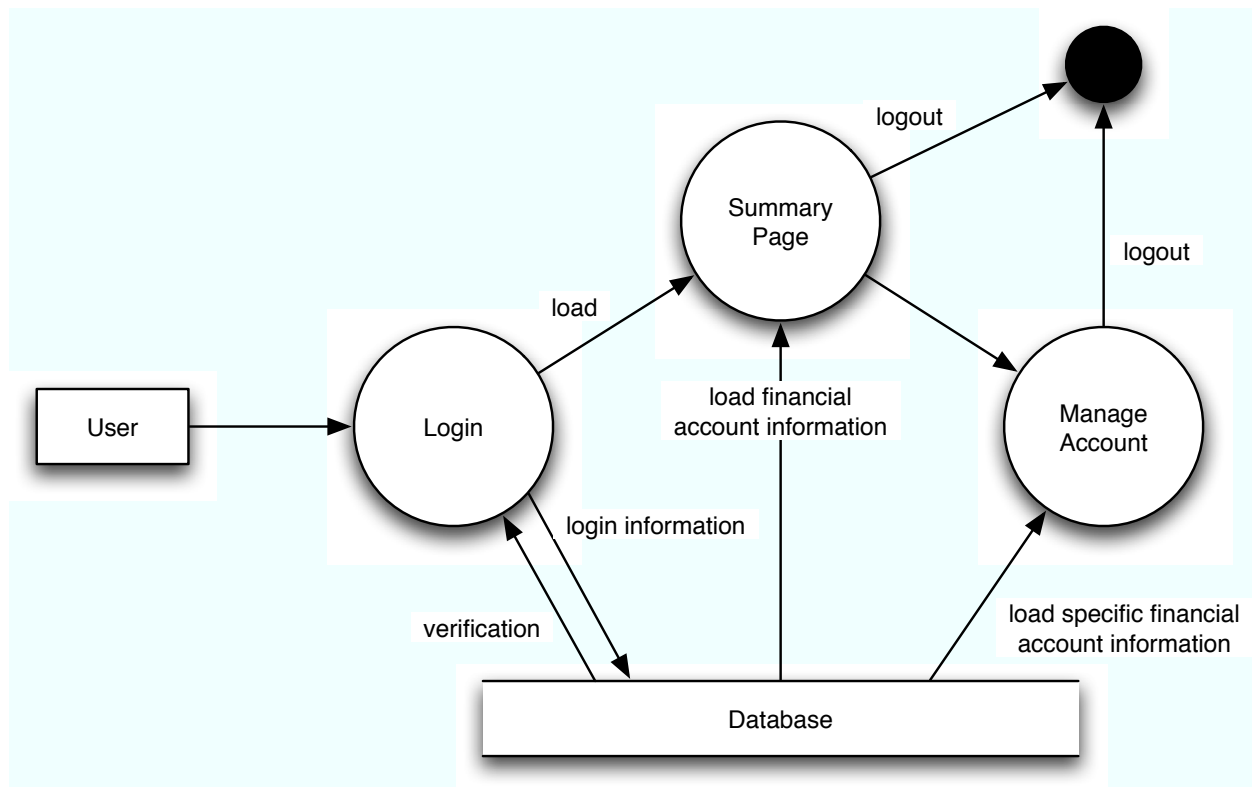 logout
Summary
Page
logout
load
User
Login
load financial
account information
Manage
Account
login information
verification
load specific financial
account information
Database